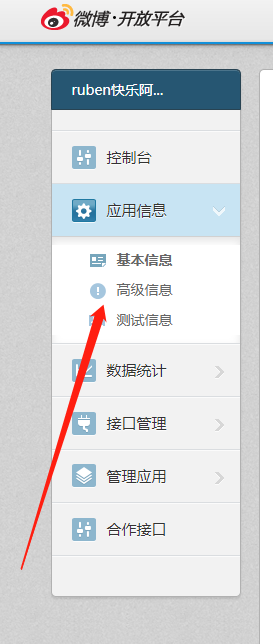 微博·开放平台
ruben快乐阿...
控制台
应用信息
基本信息
高级信息
测试信息
数据统计
接口管理
管理应用
合作接口